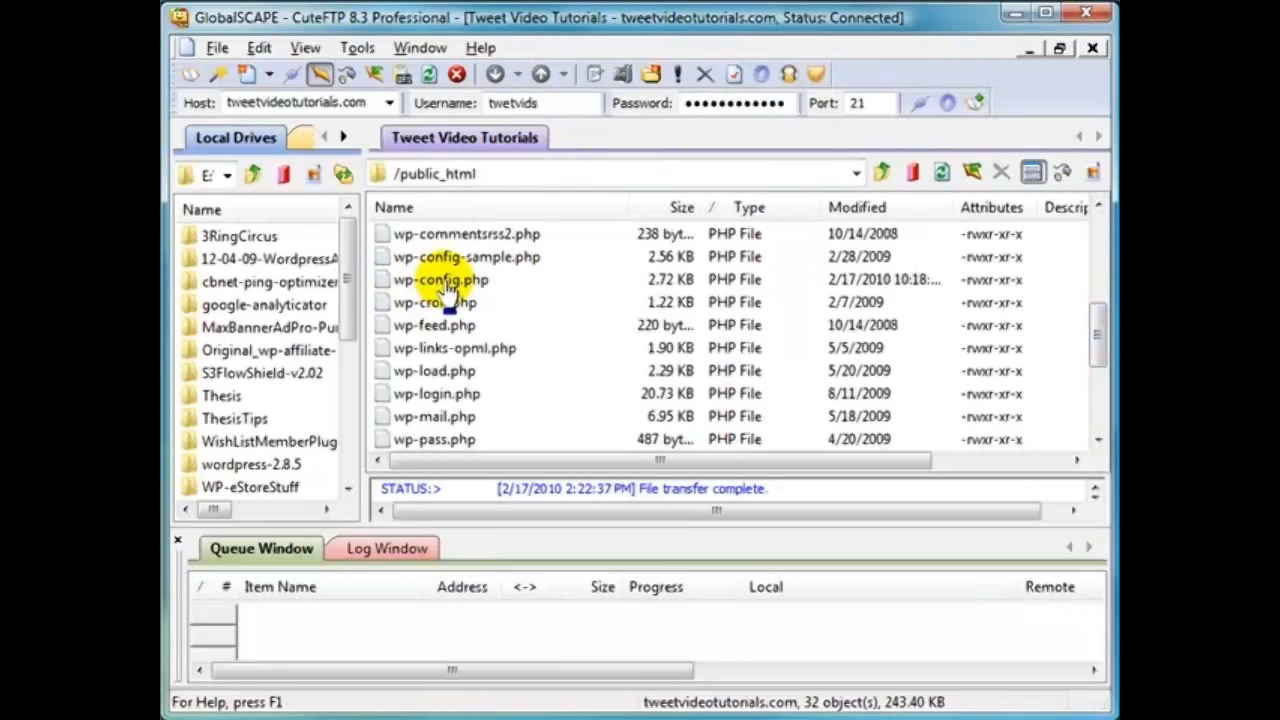 GlobalSCAPE - CuteFTP 8.3 Professional - [Tweet Video Tutorials - tweetvideotutorials.com, Status: Connected]
File Edit View Tools Window Help
Host: tweetvideotutorials.com Username: twetvids Password: •••••••••••• Port: 21
Local Drives Tweet Video Tutorials
E: /public_html
Name Name Size / Type Modified Attributes Descrip
3RingCircus
12-04-09-WordpressA
cbnet-ping-optimizer
google-analyticator
MaxBannerAdPro-Pu
Original_wp-affiliate-
S3FlowShield-v2.02
Thesis
ThesisTips
WishListMemberPlug
wordpress-2.8.5
WP-eStoreStuff
wp-commentsrss2.php 238 byt... PHP File 10/14/2008 -rwxr-xr-x
wp-config-sample.php 2.56 KB PHP File 2/28/2009 -rwxr-xr-x
wp-config.php 2.72 KB PHP File 2/17/2010 10:18:... -rwxr-xr-x
wp-cron.php 1.22 KB PHP File 2/7/2009 -rwxr-xr-x
wp-feed.php 220 byt... PHP File 10/14/2008 -rwxr-xr-x
wp-links-opml.php 1.90 KB PHP File 5/5/2009 -rwxr-xr-x
wp-load.php 2.29 KB PHP File 5/20/2009 -rwxr-xr-x
wp-login.php 20.73 KB PHP File 8/11/2009 -rwxr-xr-x
wp-mail.php 6.95 KB PHP File 5/18/2009 -rwxr-xr-x
wp-pass.php 487 byt... PHP File 4/20/2009 -rwxr-xr-x
STATUS:> [2/17/2010 2:22:37 PM] File transfer complete.
Queue Window Log Window
/ # Item Name Address <-> Size Progress Local Remote
For Help, press F1 tweetvideotutorials.com, 32 object(s), 243.40 KB